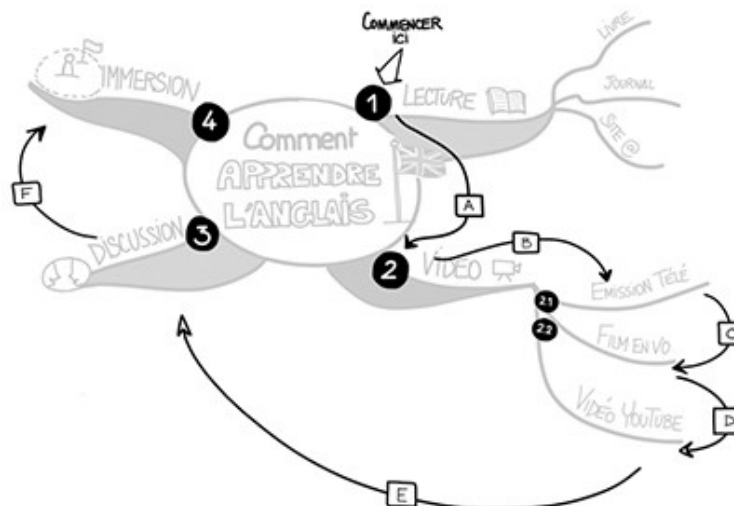 COMMENCER
ICI
1
LECTURE
LIVRE
JOURNAL
SITE @
A
Comment
APPRENDRE
L'ANGLAIS
2
VIDÉO
B
2.1
EMISSION TÉLÉ
C
2.2
FILM EN VO
D
VIDÉO YOUTUBE
E
3
DISCUSSION
F
4
IMMERSION